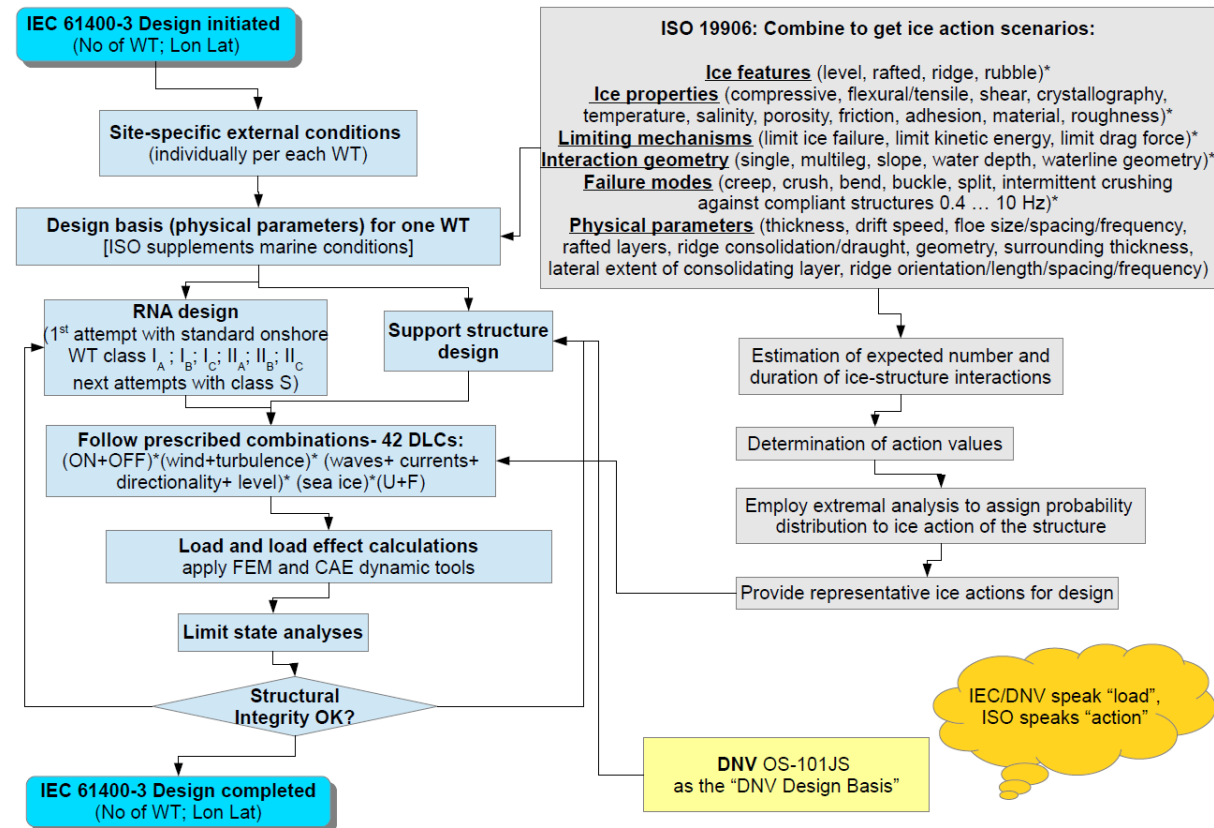 IEC 61400-3 Design initiated
(No of WT; Lon Lat)
Site-specific external conditions
(individually per each WT)
Design basis (physical parameters) for one WT
[ISO supplements marine conditions]
RNA design
(1st attempt with standard onshore
WT class IA ; IB; IC; IIA; IIB; IIC
next attempts with class S)
Support structure
design
Follow prescribed combinations- 42 DLCs:
(ON+OFF)*(wind+turbulence)* (waves+ currents+
directionality+ level)* (sea ice)*(U+F)
Load and load effect calculations
apply FEM and CAE dynamic tools
Limit state analyses
Structural
Integrity OK?
IEC 61400-3 Design completed
(No of WT; Lon Lat)
ISO 19906: Combine to get ice action scenarios:
Ice features (level, rafted, ridge, rubble)*
Ice properties (compressive, flexural/tensile, shear, crystallography,
temperature, salinity, porosity, friction, adhesion, material, roughness)*
Limiting mechanisms (limit ice failure, limit kinetic energy, limit drag force)*
Interaction geometry (single, multileg, slope, water depth, waterline geometry)*
Failure modes (creep, crush, bend, buckle, split, intermittent crushing
against compliant structures 0.4 ... 10 Hz)*
Physical parameters (thickness, drift speed, floe size/spacing/frequency,
rafted layers, ridge consolidation/draught, geometry, surrounding thickness,
lateral extent of consolidating layer, ridge orientation/length/spacing/frequency)
Estimation of expected number and
duration of ice-structure interactions
Determination of action values
Employ extremal analysis to assign probability
distribution to ice action of the structure
Provide representative ice actions for design
DNV OS-101JS
as the “DNV Design Basis”
IEC/DNV speak “load”,
ISO speaks “action”